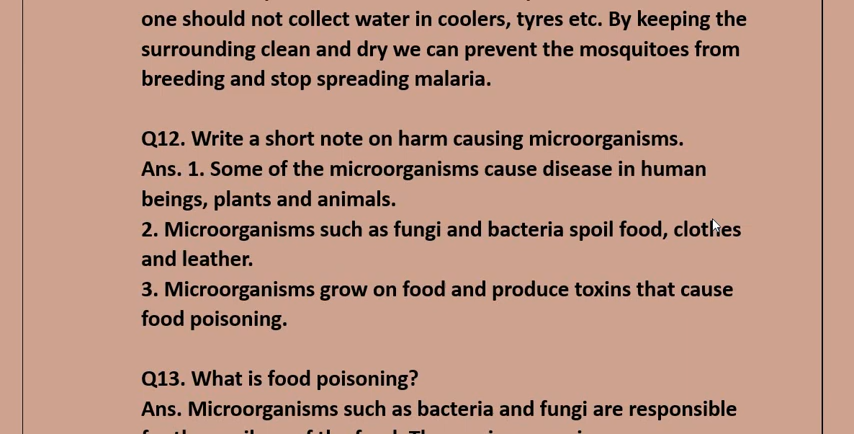 one should not collect water in coolers, tyres etc. By keeping the
surrounding clean and dry we can prevent the mosquitoes from
breeding and stop spreading malaria.
Q12. Write a short note on harm causing microorganisms.
Ans. 1. Some of the microorganisms cause disease in human
beings, plants and animals.
2. Microorganisms such as fungi and bacteria spoil food, clothes
and leather.
3. Microorganisms grow on food and produce toxins that cause
food poisoning.
Q13. What is food poisoning?
Ans. Microorganisms such as bacteria and fungi are responsible